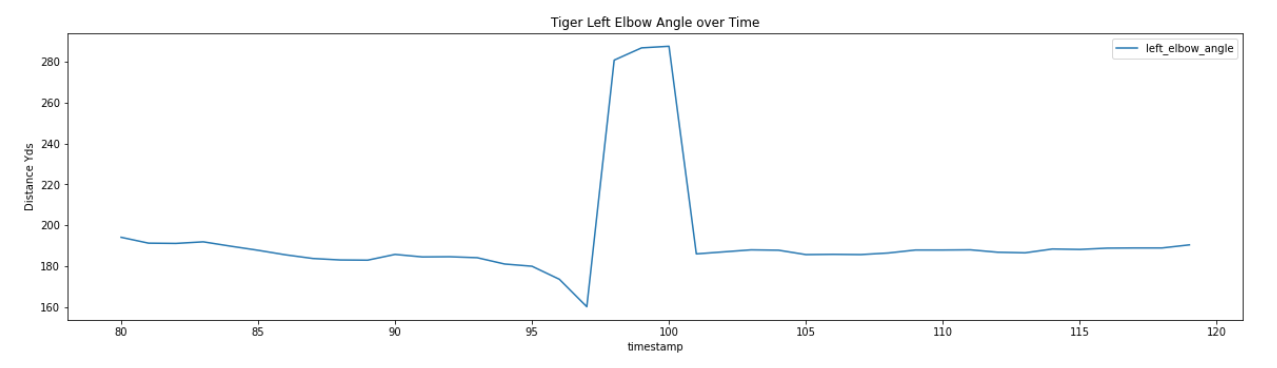 Tiger Left Elbow Angle over Time
left_elbow_angle
Distance Yds
280
260
240
220
200
180
160
80 85 90 95 100 105 110 115 120
timestamp